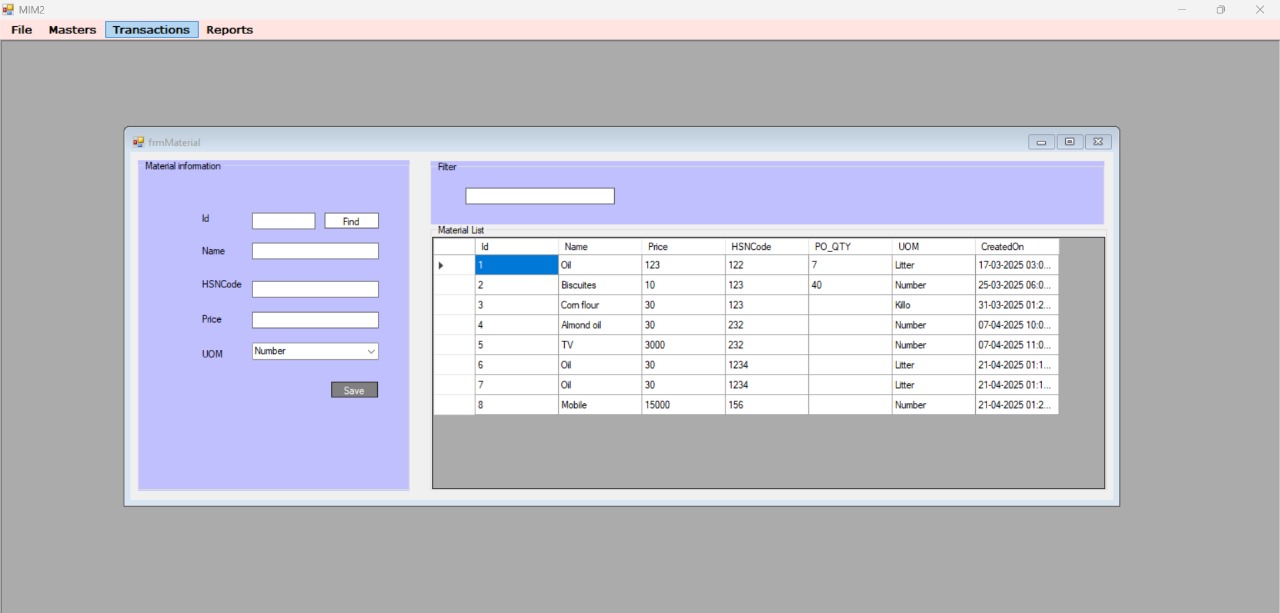 MIM2
File Masters Transactions Reports
frmMaterial
Material information
Id Find
Name
HSNCode
Price
UOM Number
Save
Filter
Material List
Id Name Price HSNCode PO_QTY UOM CreatedOn
1 Oil 123 122 7 Litter 17-03-2025 03:0...
2 Biscuites 10 123 40 Number 25-03-2025 06:0...
3 Corn flour 30 123 Killo 31-03-2025 01:2...
4 Almond oil 30 232 Number 07-04-2025 10:0...
5 TV 3000 232 Number 07-04-2025 11:0...
6 Oil 30 1234 Litter 21-04-2025 01:1...
7 Oil 30 1234 Litter 21-04-2025 01:1...
8 Mobile 15000 156 Number 21-04-2025 01:2...